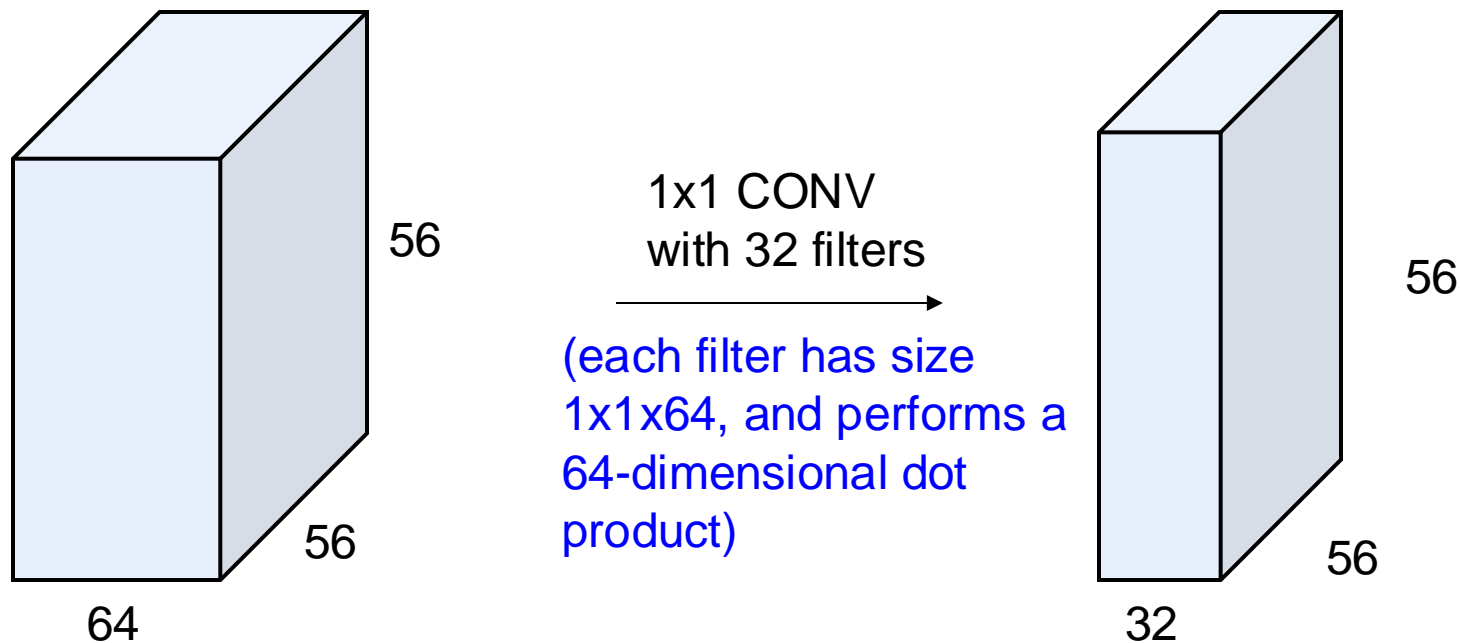 56
56
64
1x1 CONV
with 32 filters
(each filter has size
1x1x64, and performs a
64-dimensional dot
product)
56
56
32